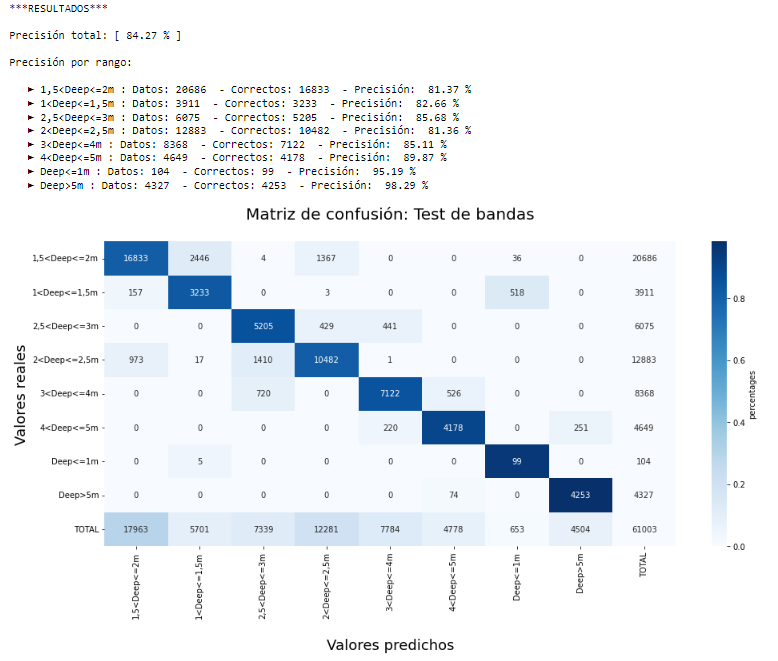 ***RESULTADOS***
Precisión total: [ 84.27 % ]
Precisión por rango:
► 1,5<Deep<=2m : Datos: 20686 - Correctos: 16833 - Precisión: 81.37 %
► 1<Deep<=1,5m : Datos: 3911 - Correctos: 3233 - Precisión: 82.66 %
► 2,5<Deep<=3m : Datos: 6075 - Correctos: 5205 - Precisión: 85.68 %
► 2<Deep<=2,5m : Datos: 12883 - Correctos: 10482 - Precisión: 81.36 %
► 3<Deep<=4m : Datos: 8368 - Correctos: 7122 - Precisión: 85.11 %
► 4<Deep<=5m : Datos: 4649 - Correctos: 4178 - Precisión: 89.87 %
► Deep<=1m : Datos: 104 - Correctos: 99 - Precisión: 95.19 %
► Deep>5m : Datos: 4327 - Correctos: 4253 - Precisión: 98.29 %
Matriz de confusión: Test de bandas
1,5<Deep<=2m 16833 2446 4 1367 0 0 36 0 20686
1<Deep<=1,5m 157 3233 0 3 0 0 518 0 3911
2,5<Deep<=3m 0 0 5205 429 441 0 0 0 6075
2<Deep<=2,5m 973 17 1410 10482 1 0 0 0 12883
3<Deep<=4m 0 0 720 0 7122 526 0 0 8368
4<Deep<=5m 0 0 0 0 220 4178 0 251 4649
Deep<=1m 0 5 0 0 0 0 99 0 104
Deep>5m 0 0 0 0 0 74 0 4253 4327
TOTAL 17963 5701 7339 12281 7784 4778 653 4504 61003
1,5<Deep<=2m 1<Deep<=1,5m 2,5<Deep<=3m 2<Deep<=2,5m 3<Deep<=4m 4<Deep<=5m Deep<=1m Deep>5m TOTAL
Valores predichos
Valores reales
0.8
0.6
0.4
0.2
0.0
percentages